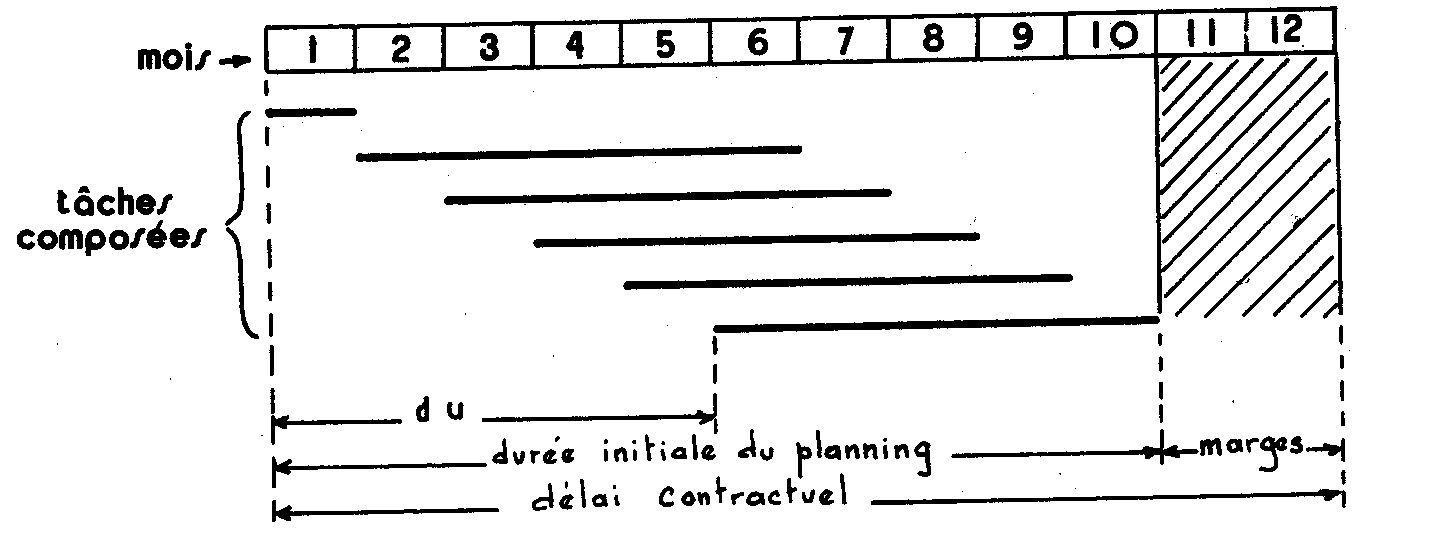 mois → 1 2 3 4 5 6 7 8 9 10 11 12
tâches
composées
du
durée initiale du planning marges
délai contractuel